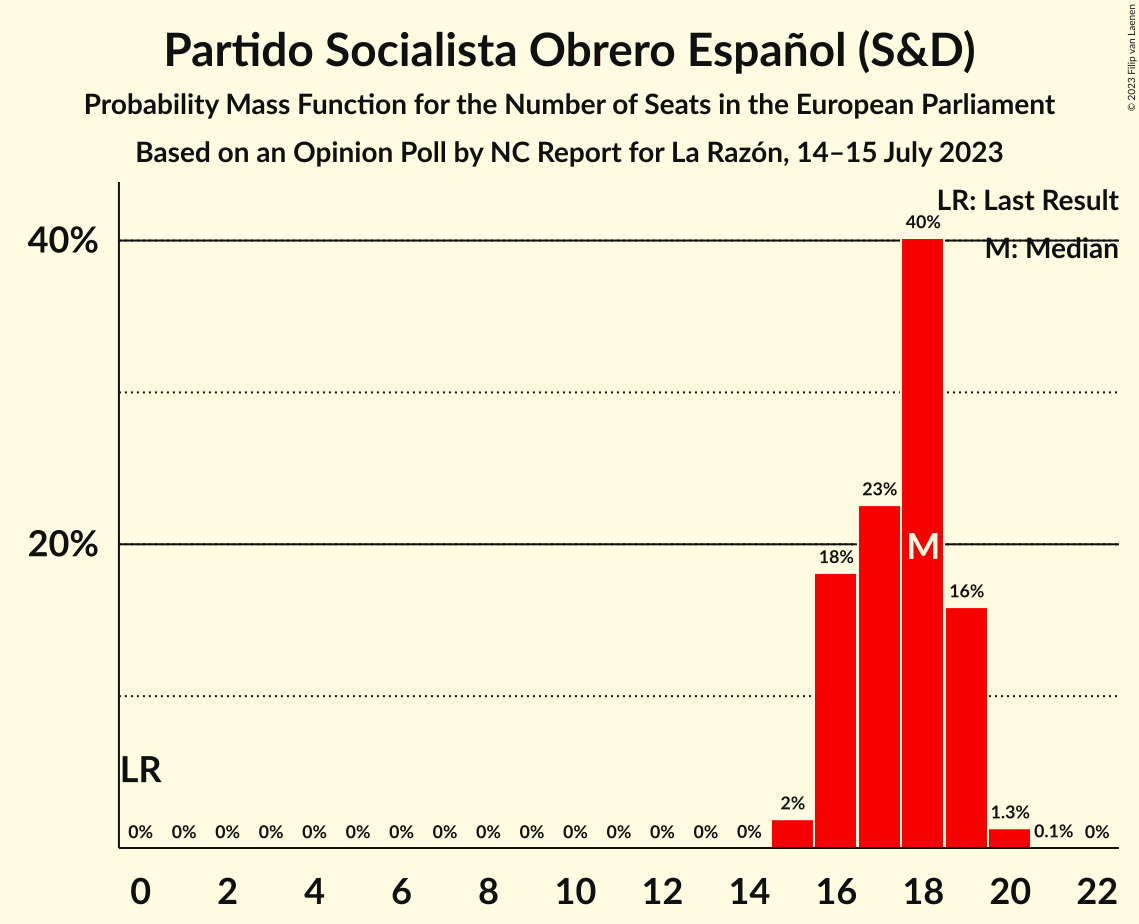 Partido Socialista Obrero Español (S&D)
Probability Mass Function for the Number of Seats in the European Parliament
Based on an Opinion Poll by NC Report for La Razón, 14–15 July 2023
© 2023 Filip van Laenen
LR: Last Result
M: Median
40%
20%
40%
23%
M
18%
16%
LR
2%
1.3%
0% 0% 0% 0% 0% 0% 0% 0% 0% 0% 0% 0% 0% 0% 0% 0.1% 0%
0 2 4 6 8 10 12 14 16 18 20 22